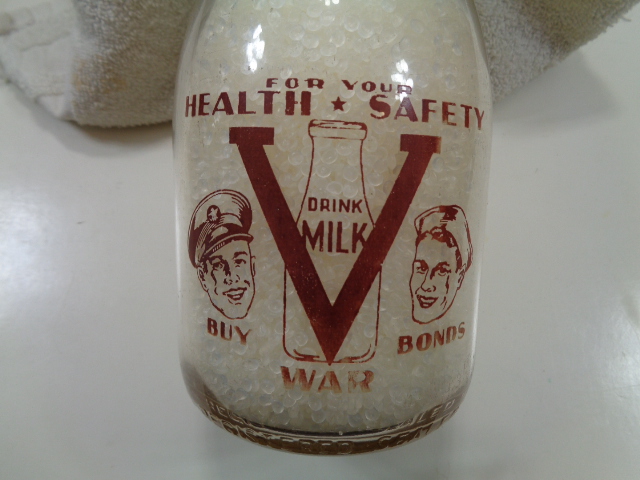 FOR YOUR
HEALTH ★ SAFETY
V
DRINK
MILK
BUY BONDS
WAR